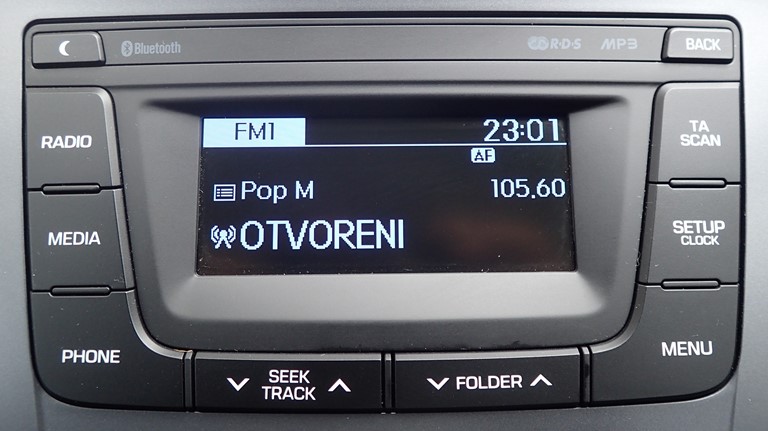 Bluetooth
R·D·S
MP3
BACK
RADIO
FM1
23:01
TA
SCAN
AF
Pop M
105.60
MEDIA
OTVORENI
SETUP
CLOCK
PHONE
SEEK
TRACK
FOLDER
MENU